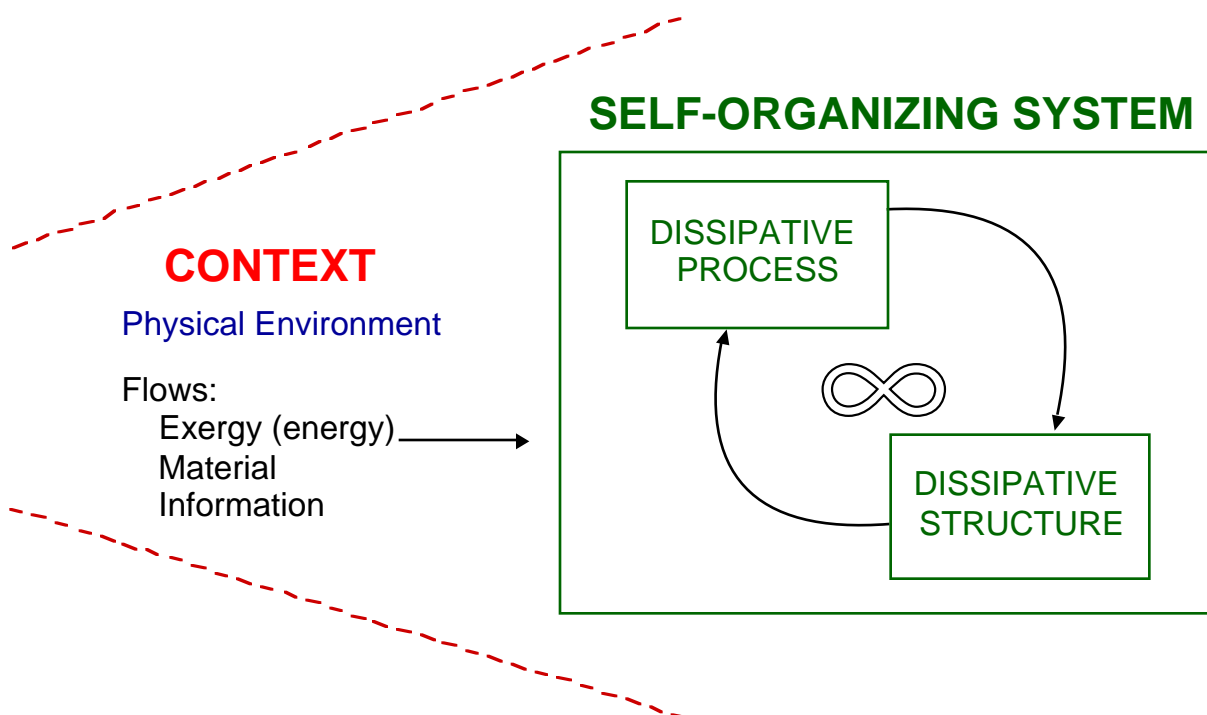 SELF-ORGANIZING SYSTEM
DISSIPATIVE
PROCESS
CONTEXT
Physical Environment
Flows:
Exergy (energy)
Material
Information
DISSIPATIVE
STRUCTURE